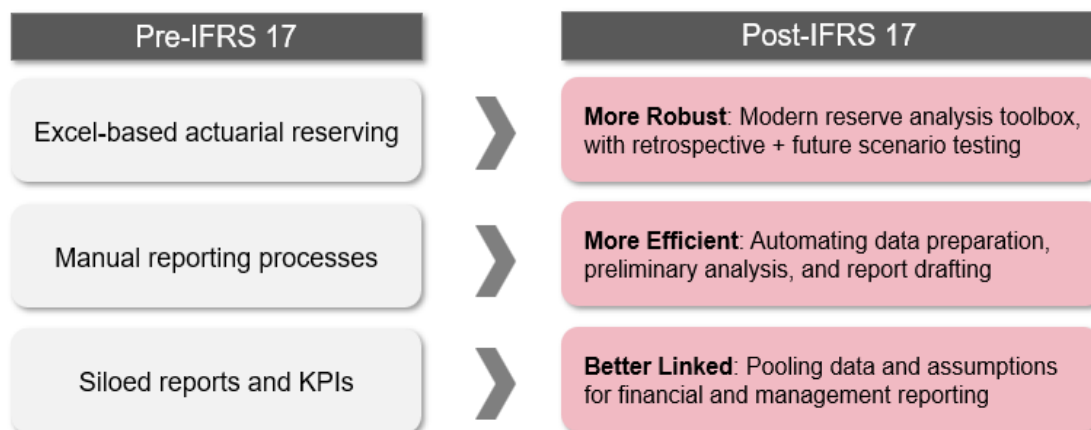 Pre-IFRS 17
Post-IFRS 17
Excel-based actuarial reserving
More Robust: Modern reserve analysis toolbox,
with retrospective + future scenario testing
Manual reporting processes
More Efficient: Automating data preparation,
preliminary analysis, and report drafting
Siloed reports and KPIs
Better Linked: Pooling data and assumptions
for financial and management reporting